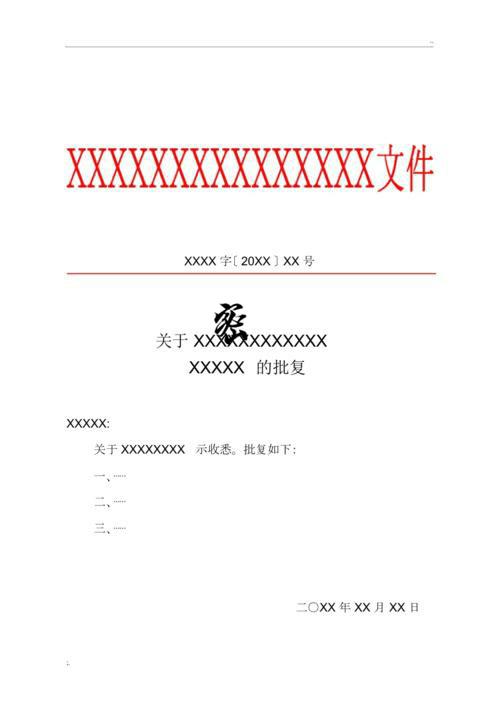 XXXXXXXXXXXXXXX文件
XXXX 字〔20XX〕XX 号
密
关于 XXXXXXXXXXXX
XXXXX 的批复
XXXXX:
关于 XXXXXXXX 示收悉。批复如下:
一、……
二、……
三、……
二〇XX 年 XX 月 XX 日
;.